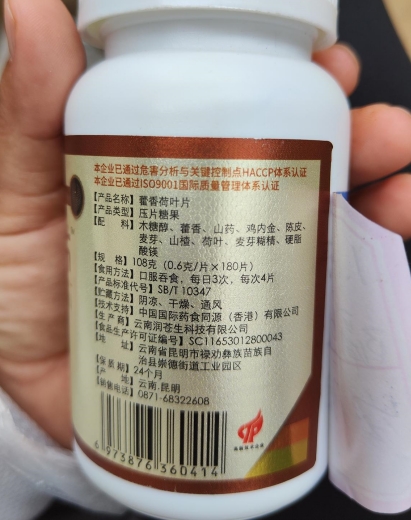 本企业已通过危害分析与关键控制点HACCP体系认证
本企业已通过ISO9001国际质量管理体系认证
【产品名称】藿香荷叶片
【产品类型】压片糖果
【配 料】木糖醇、藿香、山药、鸡内金、陈皮、
麦芽、山楂、荷叶、麦芽糊精、硬脂
酸镁
【规 格】108克（0.6克/片×180片）
【食用方法】口服吞食，每日3次，每次4片
【产品标准代号】SB/T 10347
【贮藏方法】阴凉、干燥、通风
【技术支持】中国国际药食同源（香港）有限公司
【生产商】云南润苍生科技有限公司
【食品生产许可证编号】SC11653012800043
【地 址】云南省昆明市禄劝彝族苗族自
治县崇德街道工业园区
【保质期】24个月
【产 地】云南.昆明
【销售电话】0871-68322608
6 973876 360414